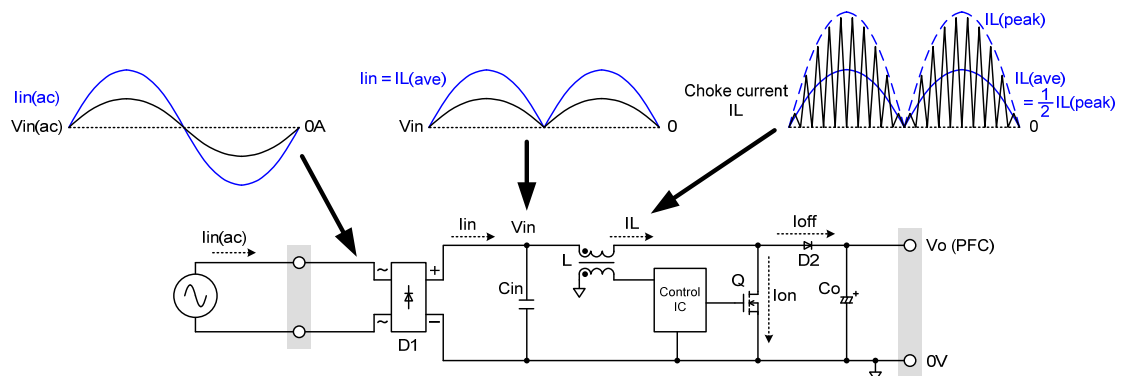 Iin(ac)
Vin(ac)
0A
Iin = IL(ave)
Vin
0
Choke current
IL
IL(peak)
IL(ave)
= 1/2 IL(peak)
0
Iin(ac)
~
~
+
−
D1
Iin
Vin
Cin
L
IL
Control
IC
Q
Ion
Ioff
D2
Co
+
Vo (PFC)
0V